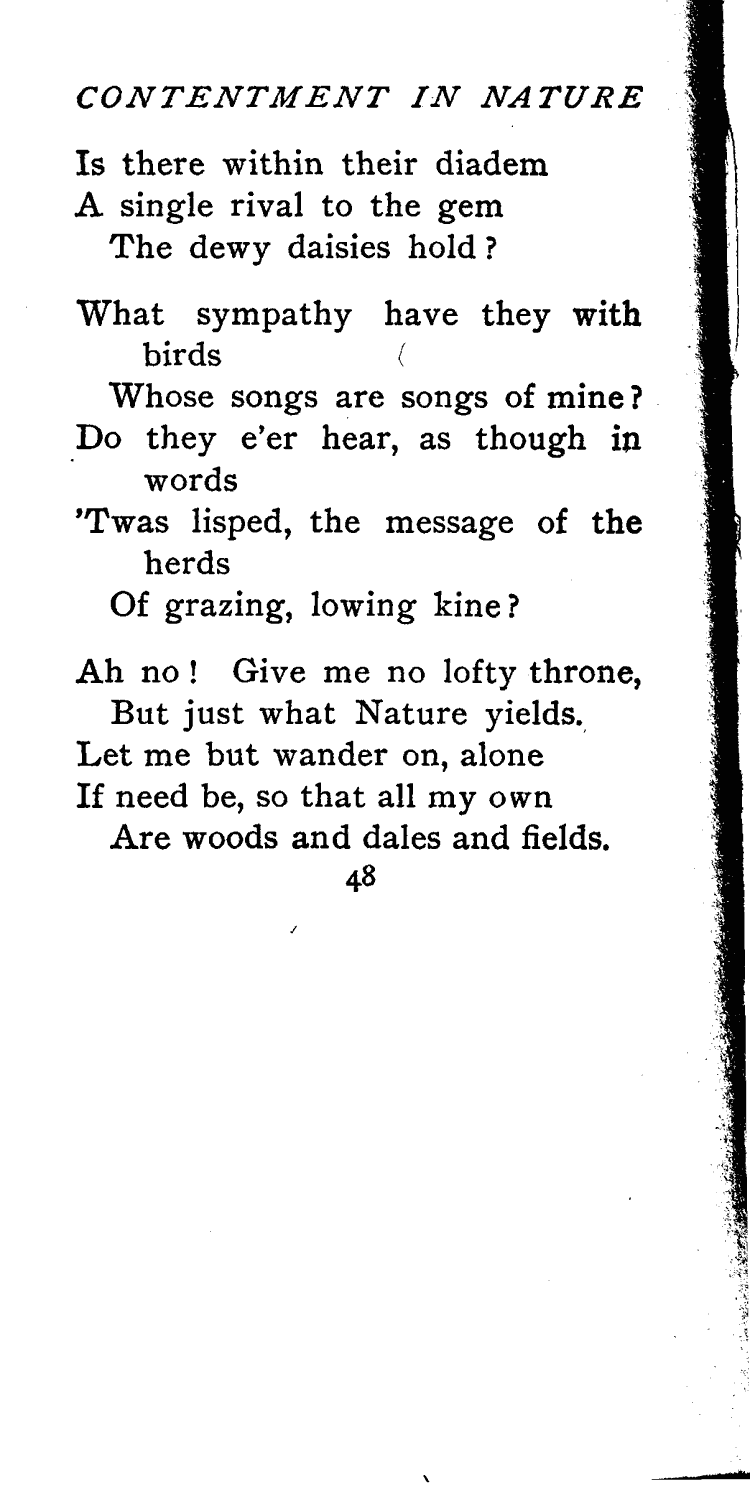 CONTENTMENT IN NATURE
Is there within their diadem
A single rival to the gem
The dewy daisies hold?
What sympathy have they with
birds
Whose songs are songs of mine?
Do they e'er hear, as though in
words
'Twas lisped, the message of the
herds
Of grazing, lowing kine?
Ah no! Give me no lofty throne,
But just what Nature yields.
Let me but wander on, alone
If need be, so that all my own
Are woods and dales and fields.
48